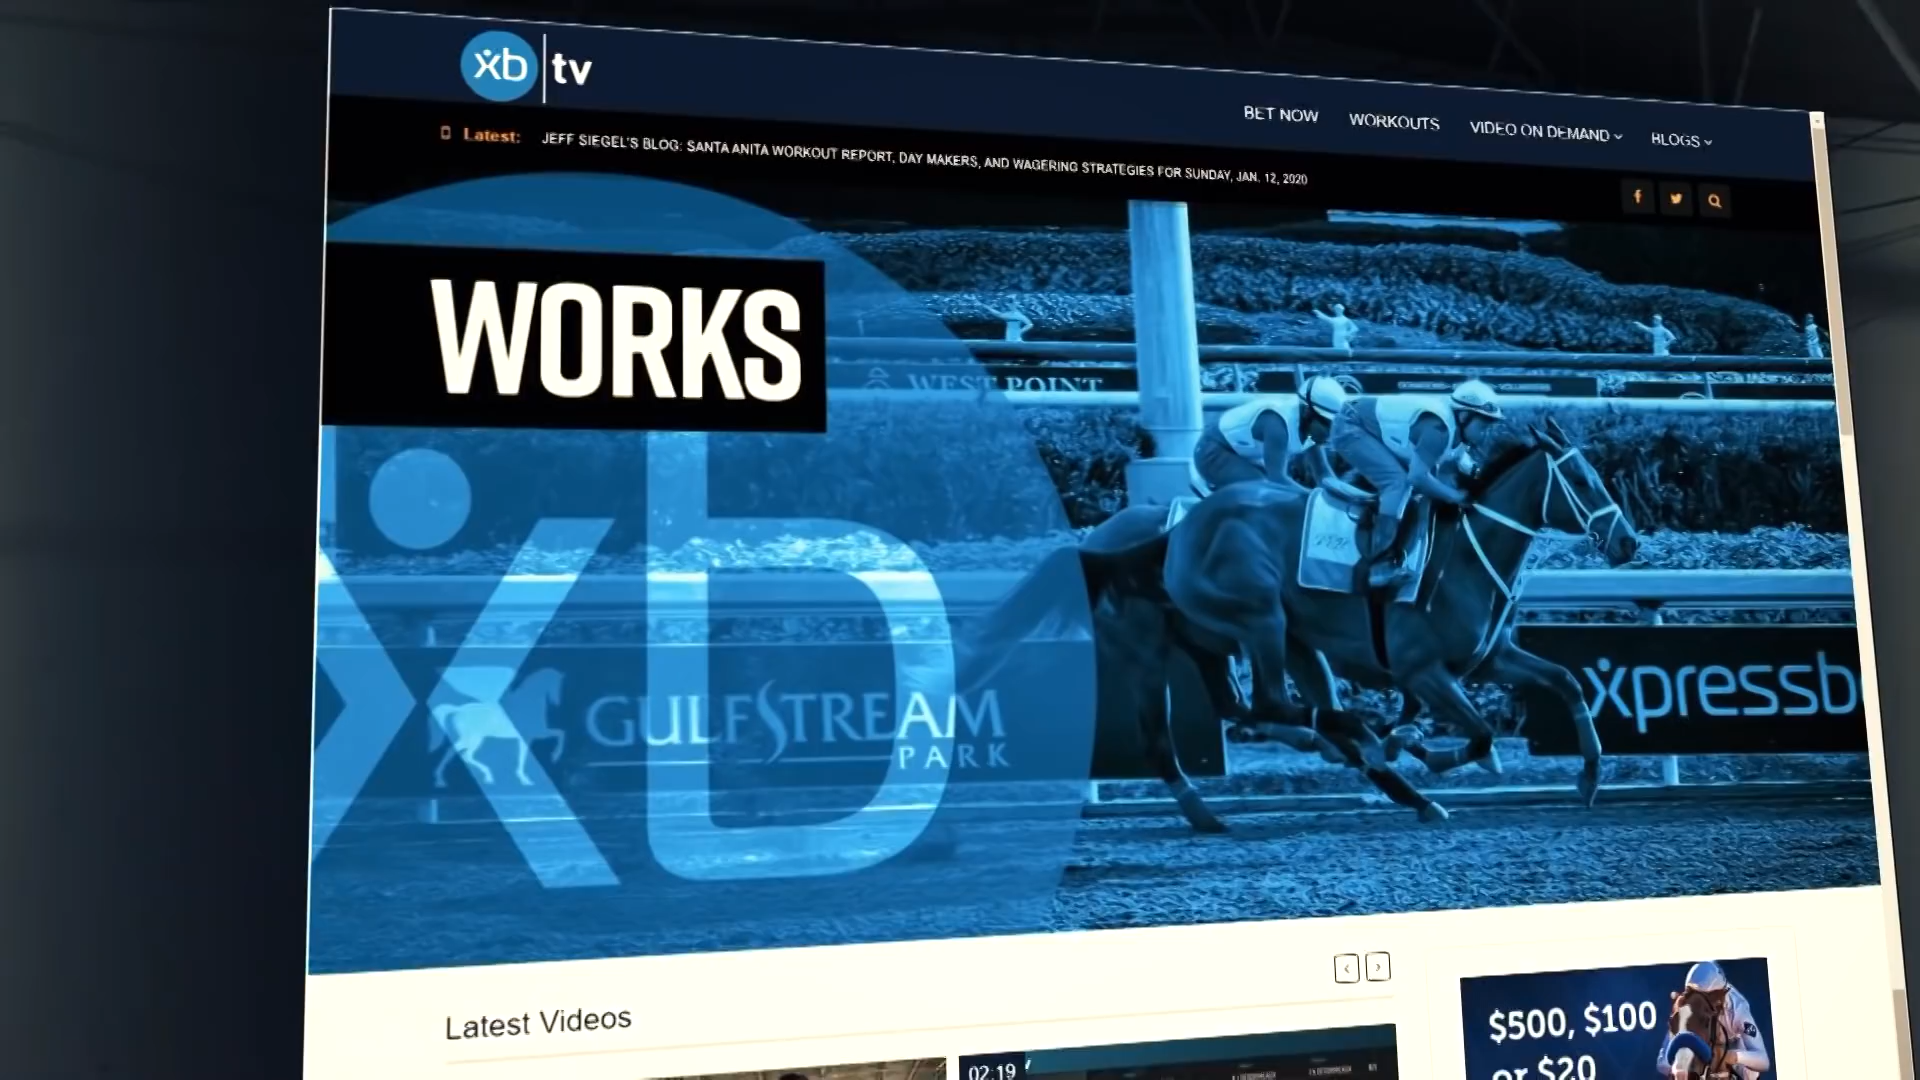 xb tv
BET NOW WORKOUTS VIDEO ON DEMAND BLOGS
Latest: JEFF SIEGEL'S BLOG: SANTA ANITA WORKOUT REPORT, DAY MAKERS, AND WAGERING STRATEGIES FOR SUNDAY, JAN. 12, 2020
WORKS
WEST POINT
xb
GULFSTREAM
PARK
xpressb
Latest Videos
$500, $100
or $20
02:19